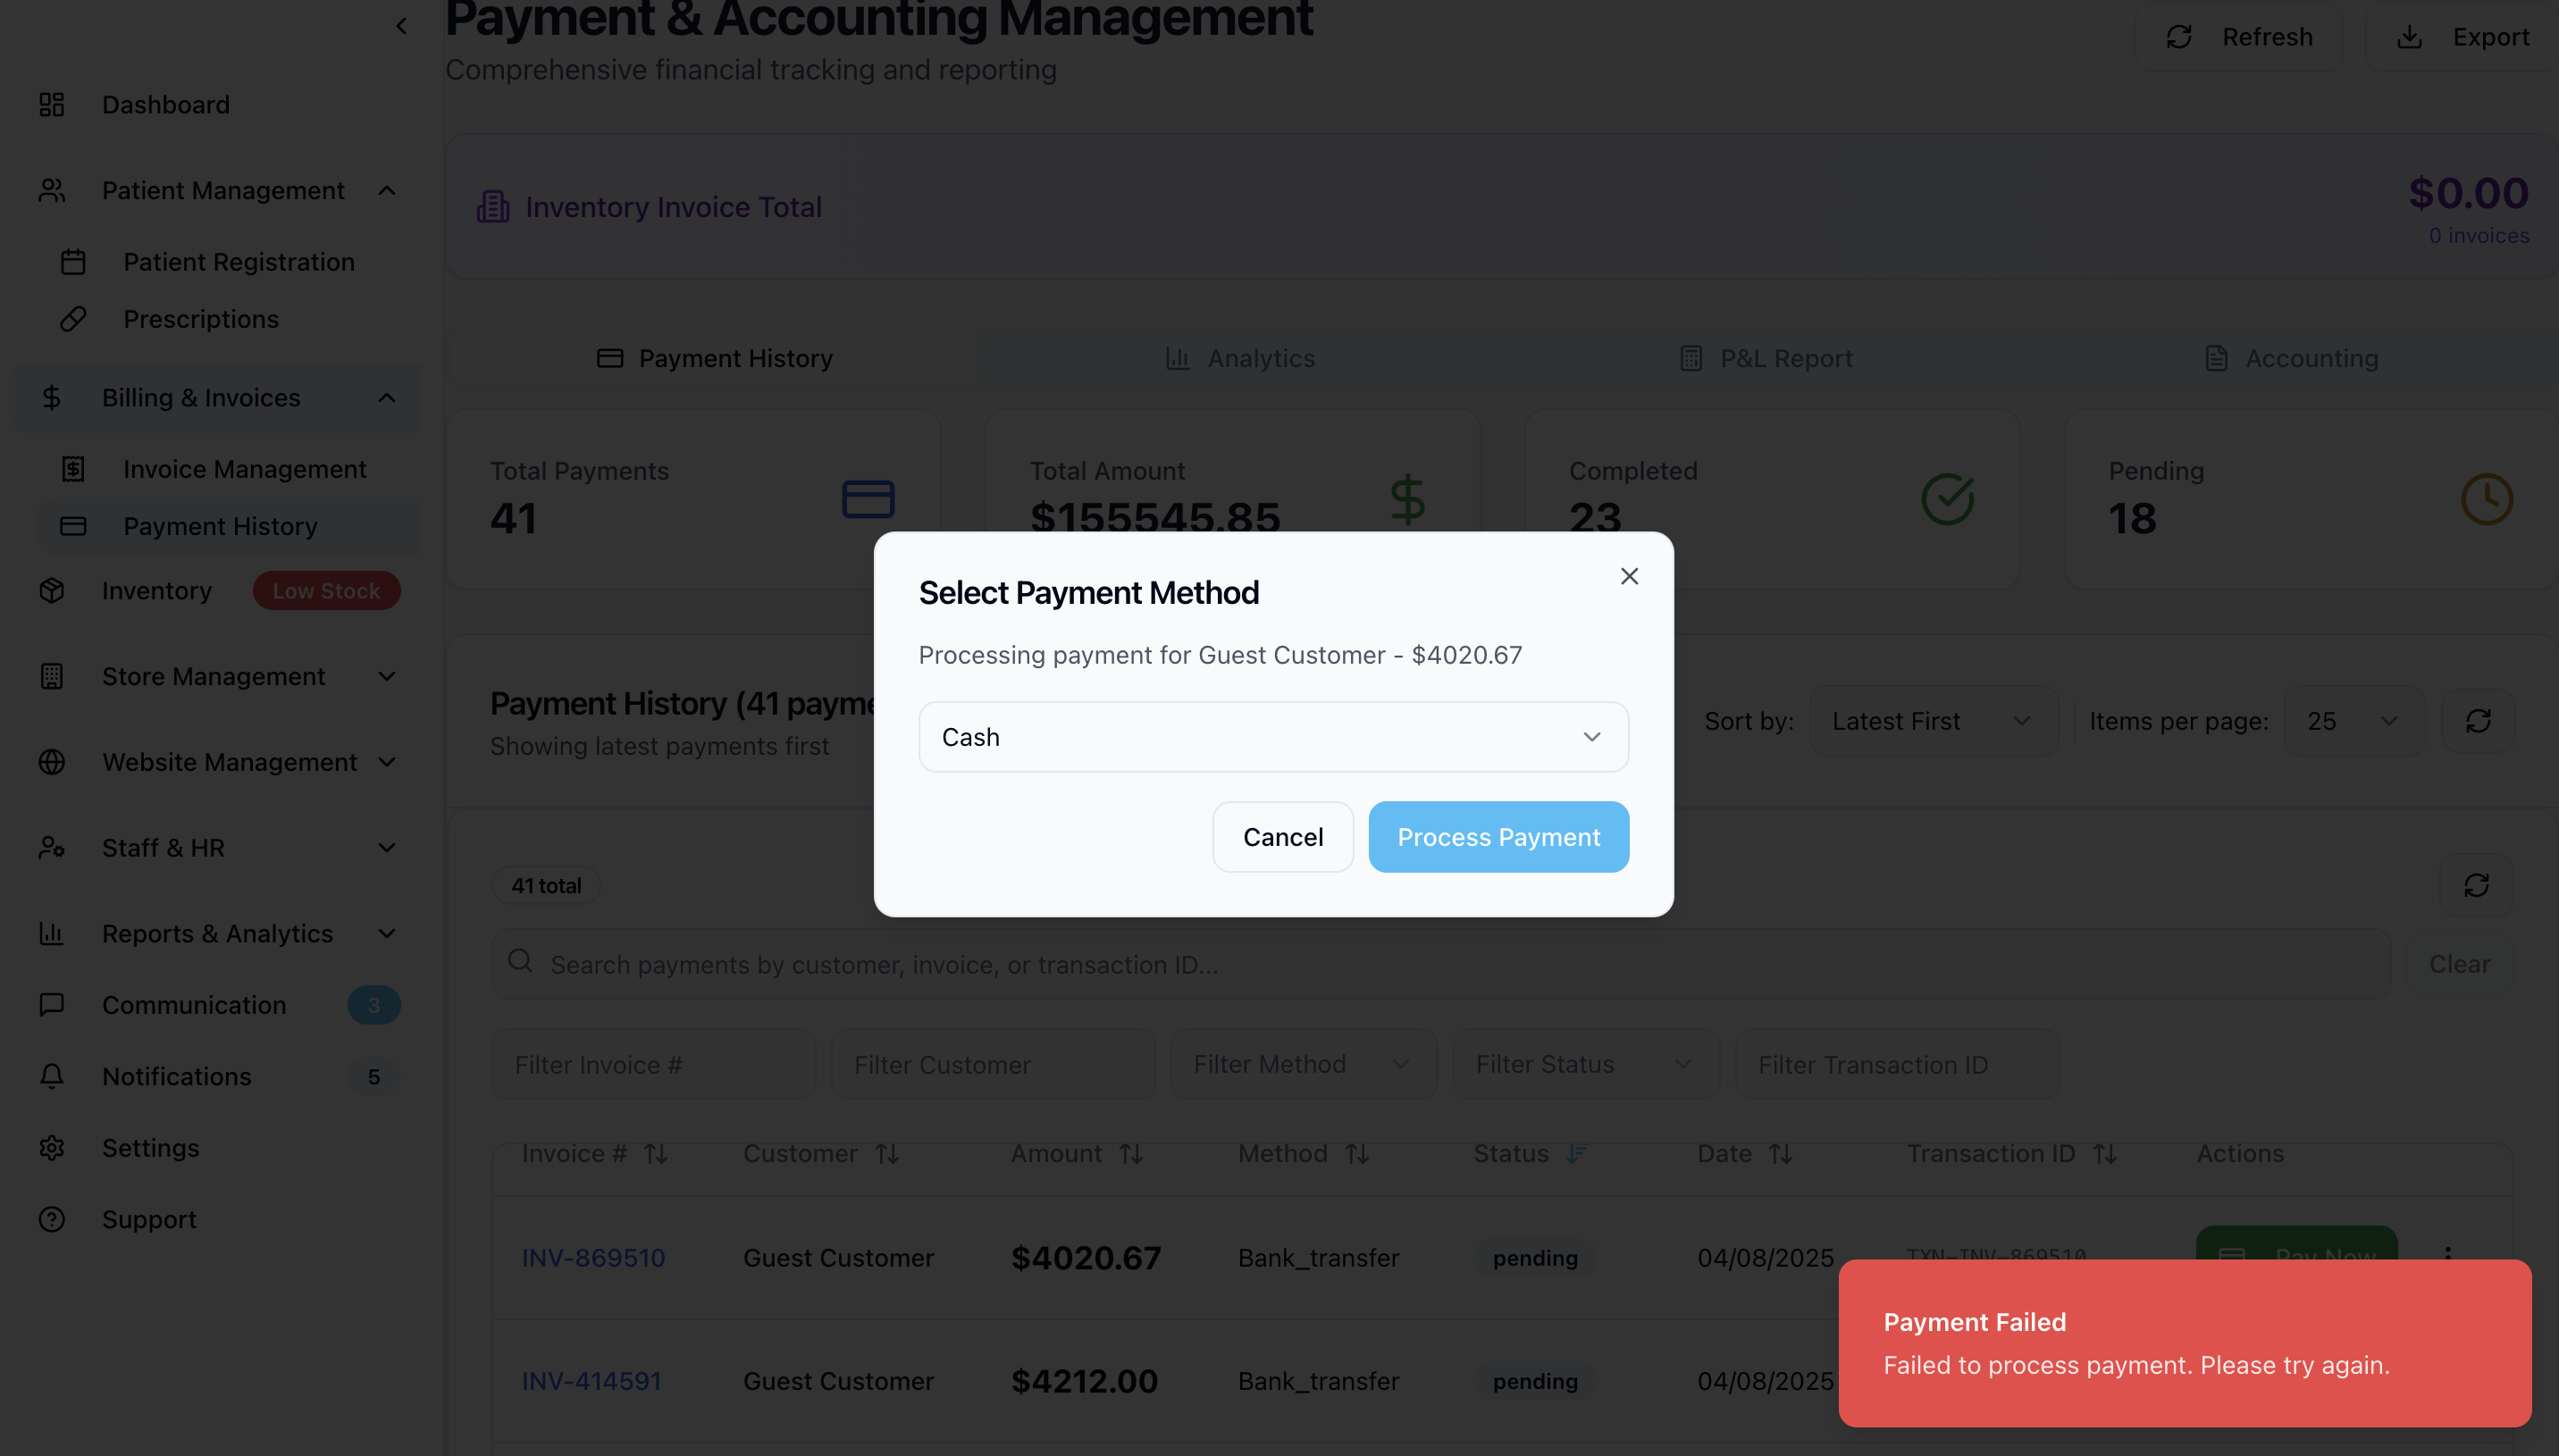 Payment & Accounting Management
Comprehensive financial tracking and reporting
Refresh
Export
Dashboard
Patient Management
Patient Registration
Prescriptions
Billing & Invoices
Invoice Management
Payment History
Inventory
Low Stock
Store Management
Website Management
Staff & HR
Reports & Analytics
Communication
3
Notifications
5
Settings
Support
Inventory Invoice Total
$0.00
0 invoices
Payment History
Analytics
P&L Report
Accounting
Total Payments
41
Total Amount
$155545.85
Completed
23
Pending
18
Select Payment Method
Processing payment for Guest Customer - $4020.67
Cash
Cancel
Process Payment
Payment History (41 payme
Showing latest payments first
Sort by:
Latest First
Items per page:
25
41 total
Search payments by customer, invoice, or transaction ID...
Clear
Filter Invoice #
Filter Customer
Filter Method
Filter Status
Filter Transaction ID
Invoice # Customer Amount Method Status Date Transaction ID Actions
INV-869510 Guest Customer $4020.67 Bank_transfer pending 04/08/2025 TXN-INV-869510 Pay Now
INV-414591 Guest Customer $4212.00 Bank_transfer pending 04/08/2025
Payment Failed
Failed to process payment. Please try again.